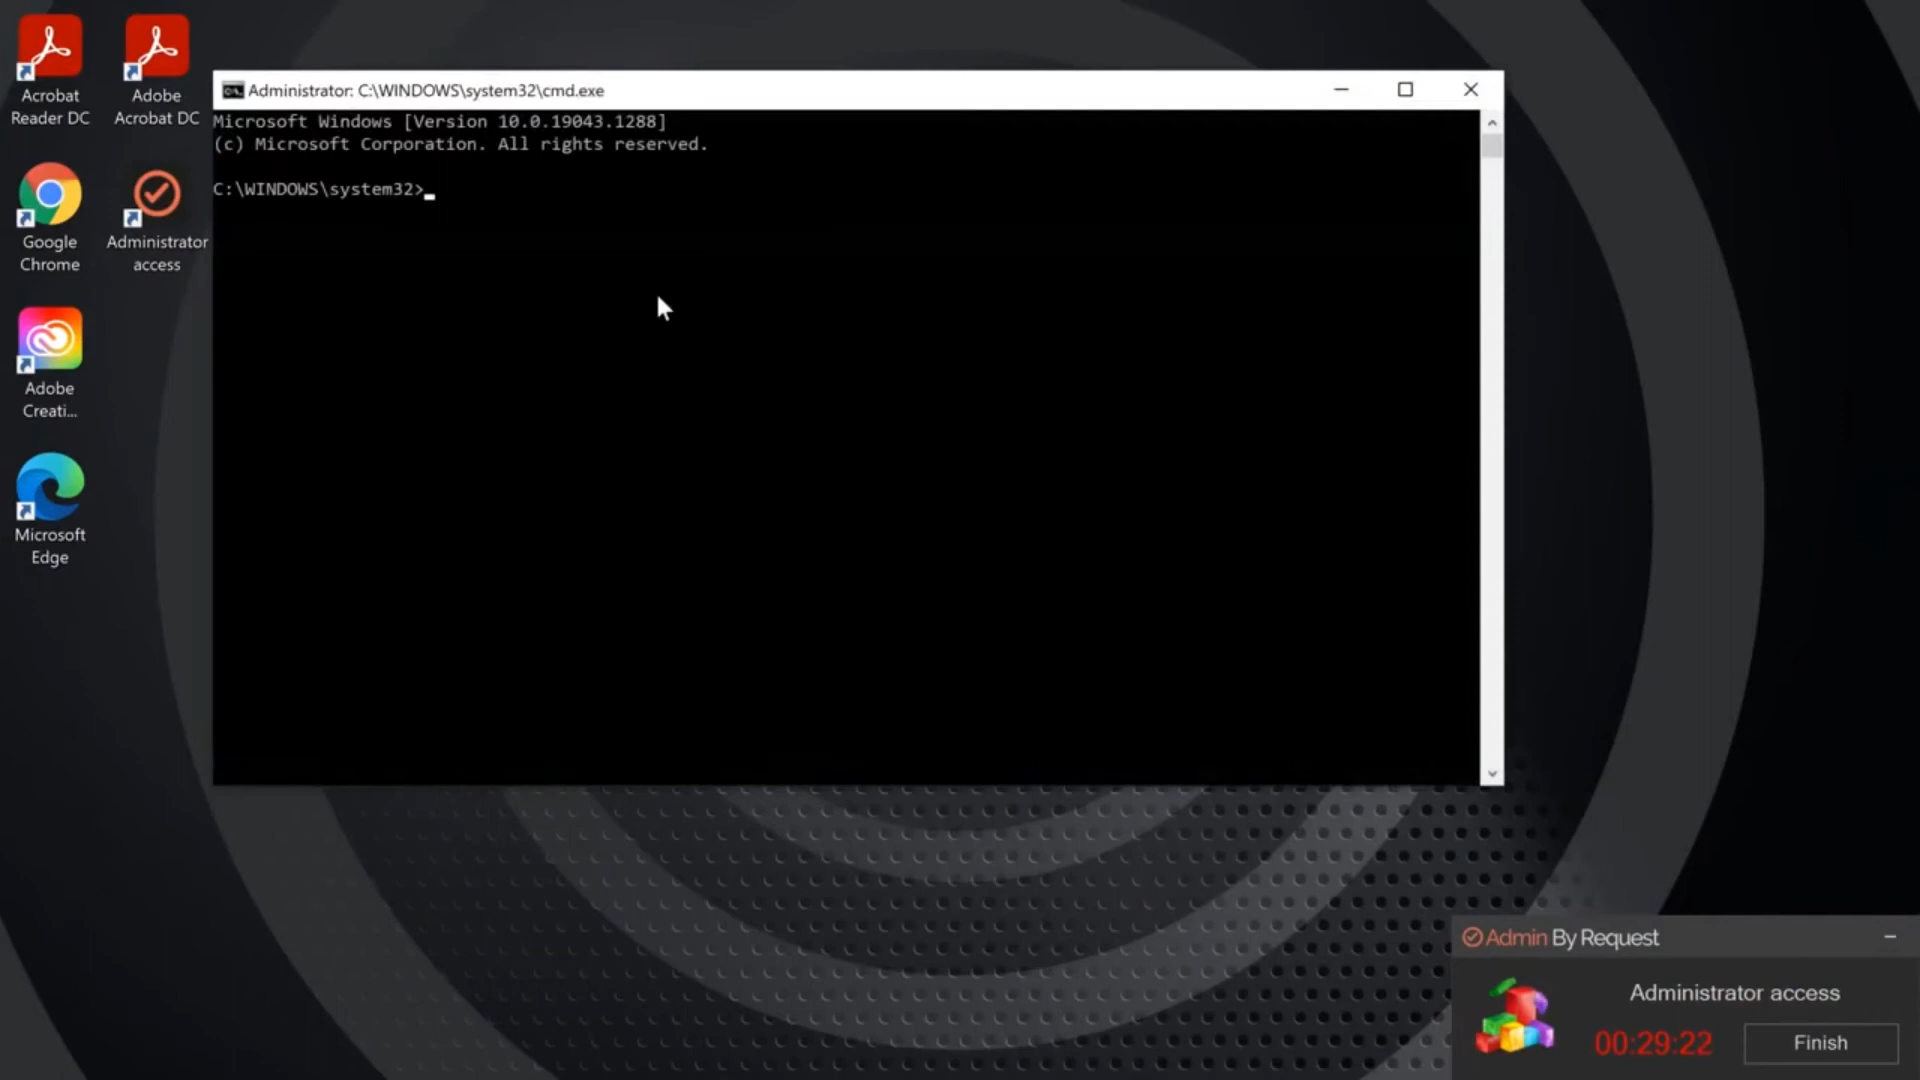 Acrobat
Reader DC
Adobe
Acrobat DC
Google
Chrome
Administrator
access
Adobe
Creati...
Microsoft
Edge
Administrator: C:\WINDOWS\system32\cmd.exe
Microsoft Windows [Version 10.0.19043.1288]
(c) Microsoft Corporation. All rights reserved.
C:\WINDOWS\system32>
Admin By Request
Administrator access
00:29:22
Finish